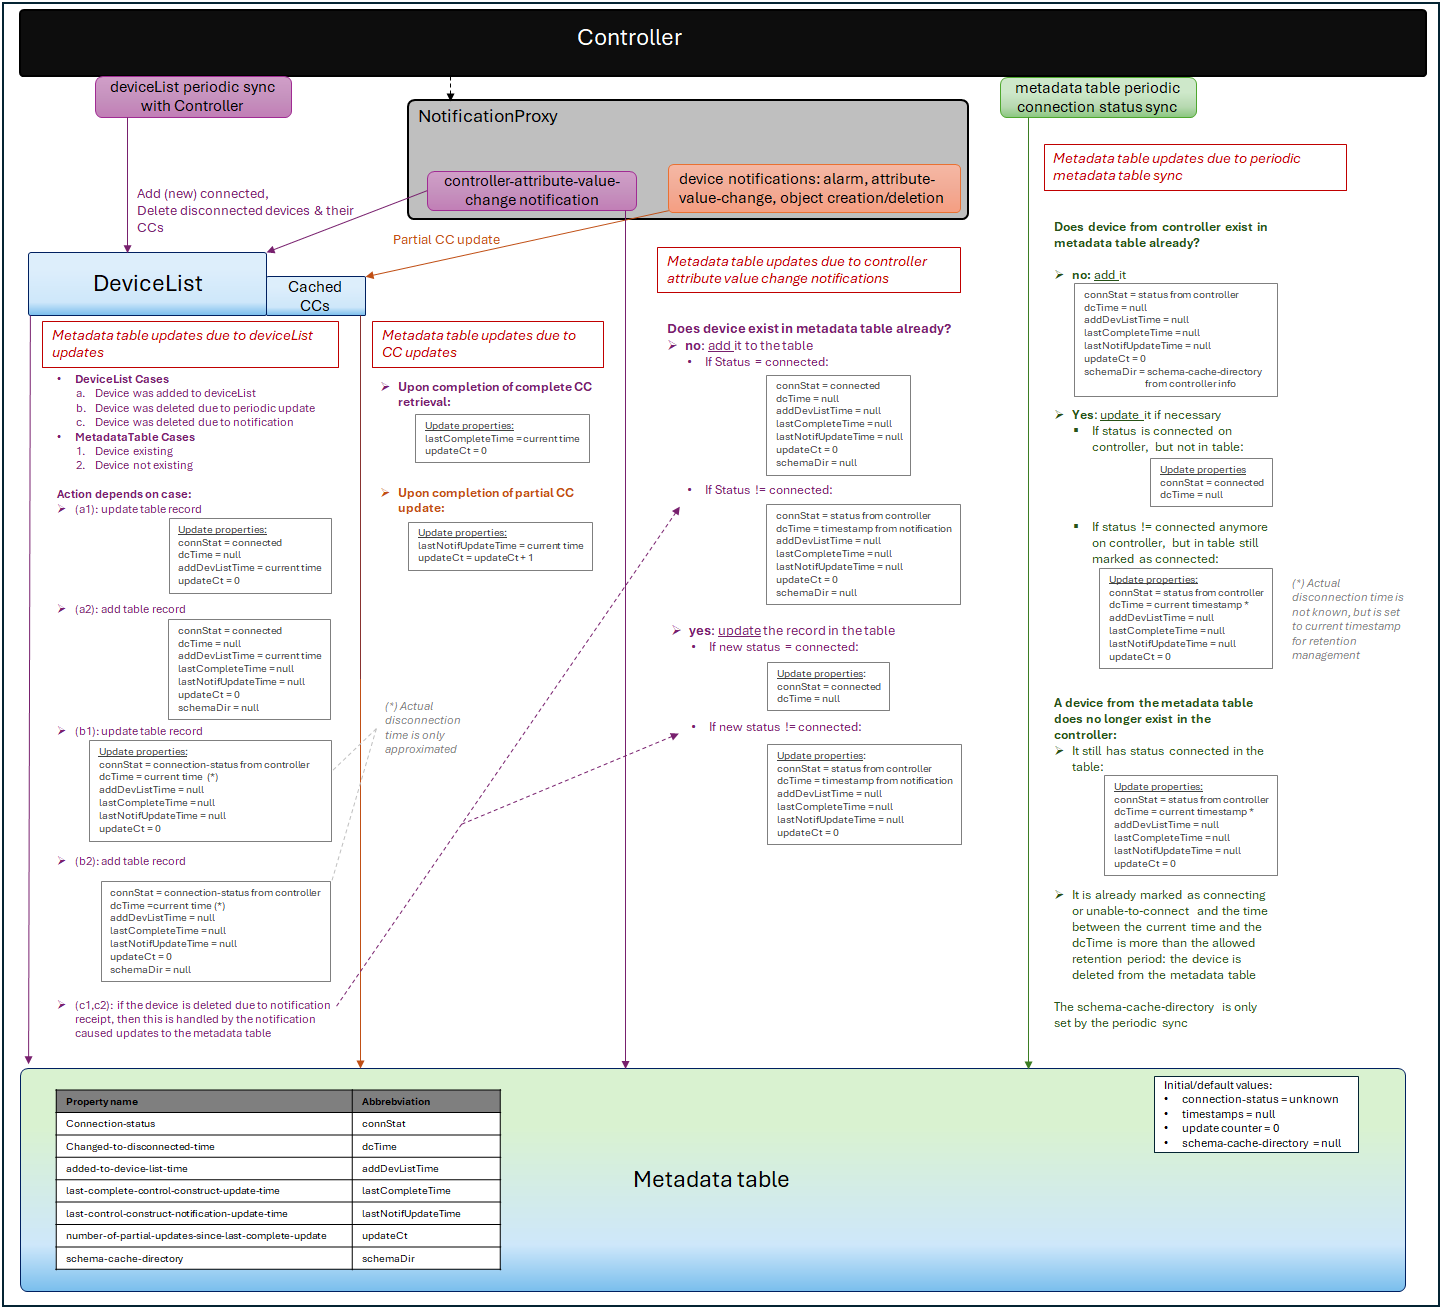 Controller
deviceList periodic sync
with Controller
metadata table periodic
connection status sync
NotificationProxy
controller-attribute-value-
change notification
device notifications: alarm, attribute-
value-change, object creation/deletion
Add (new) connected,
Delete disconnected devices & their
CCs
Partial CC update
DeviceList
Cached
CCs
Metadata table updates due to deviceList
updates
• DeviceList Cases
a. Device was added to deviceList
b. Device was deleted due to periodic update
c. Device was deleted due to notification
• MetadataTable Cases
1. Device existing
2. Device not existing
Action depends on case:
➢ (a1): update table record
Update properties:
connStat = connected
dcTime = null
addDevListTime = current time
updateCt = 0
➢ (a2): add table record
connStat = connected
dcTime = null
addDevListTime = current time
lastCompleteTime = null
lastNotifUpdateTime = null
updateCt = 0
schemaDir = null
➢ (b1): update table record
Update properties:
connStat = connection-status from controller
dcTime = current time (*)
addDevListTime = null
lastCompleteTime = null
lastNotifUpdateTime = null
updateCt = 0
➢ (b2): add table record
connStat = connection-status from controller
dcTime =current time (*)
addDevListTime = null
lastCompleteTime = null
lastNotifUpdateTime = null
updateCt = 0
schemaDir = null
➢ (c1,c2): if the device is deleted due to notification
receipt, then this is handled by the notification
caused updates to the metadata table
Metadata table updates due to
CC updates
➢ Upon completion of complete CC
retrieval:
Update properties:
lastCompleteTime = current time
updateCt = 0
➢ Upon completion of partial CC
update:
Update properties:
lastNotifUpdateTime = current time
updateCt = updateCt + 1
(*) Actual
disconnection
time is only
approximated
Metadata table updates due to controller
attribute value change notifications
Does device exist in metadata table already?
➢ no: add it to the table
• If Status = connected:
connStat = connected
dcTime = null
addDevListTime = null
lastCompleteTime = null
lastNotifUpdateTime = null
updateCt = 0
schemaDir = null
• If Status != connected:
connStat = status from controller
dcTime = timestamp from notification
addDevListTime = null
lastCompleteTime = null
lastNotifUpdateTime = null
updateCt = 0
schemaDir = null
➢ yes: update the record in the table
• If new status = connected:
Update properties:
connStat = connected
dcTime = null
• If new status != connected:
Update properties:
connStat = status from controller
dcTime = timestamp from notification
addDevListTime = null
lastCompleteTime = null
lastNotifUpdateTime = null
updateCt = 0
Metadata table updates due to periodic
metadata table sync
Does device from controller exist in
metadata table already?
➢ no: add it
connStat = status from controller
dcTime = null
addDevListTime = null
lastCompleteTime = null
lastNotifUpdateTime = null
updateCt = 0
schemaDir = schema-cache-directory
from controller info
➢ Yes: update it if necessary
▪ If status is connected on
controller, but not in table:
Update properties
connStat = connected
dcTime = null
▪ If status != connected anymore
on controller, but in table still
marked as connected:
Update properties:
connStat = status from controller
dcTime = current timestamp *
addDevListTime = null
lastCompleteTime = null
lastNotifUpdateTime = null
updateCt = 0
(*) Actual
disconnection time is
not known, but is set
to current timestamp
for retention
management
A device from the metadata table
does no longer exist in the
controller:
➢ It still has status connected in the
table:
Update properties:
connStat = status from controller
dcTime = current timestamp *
addDevListTime = null
lastCompleteTime = null
lastNotifUpdateTime = null
updateCt = 0
➢ It is already marked as connecting
or unable-to-connect and the time
between the current time and the
dcTime is more than the allowed
retention period: the device is
deleted from the metadata table
The schema-cache-directory is only
set by the periodic sync
Property name Abbrebviation
Connection-status connStat
Changed-to-disconnected-time dcTime
added-to-device-list-time addDevListTime
last-complete-control-construct-update-time lastCompleteTime
last-control-construct-notification-update-time lastNotifUpdateTime
number-of-partial-updates-since-last-complete-update updateCt
schema-cache-directory schemaDir
Metadata table
Initial/default values:
• connection-status = unknown
• timestamps = null
• update counter = 0
• schema-cache-directory = null